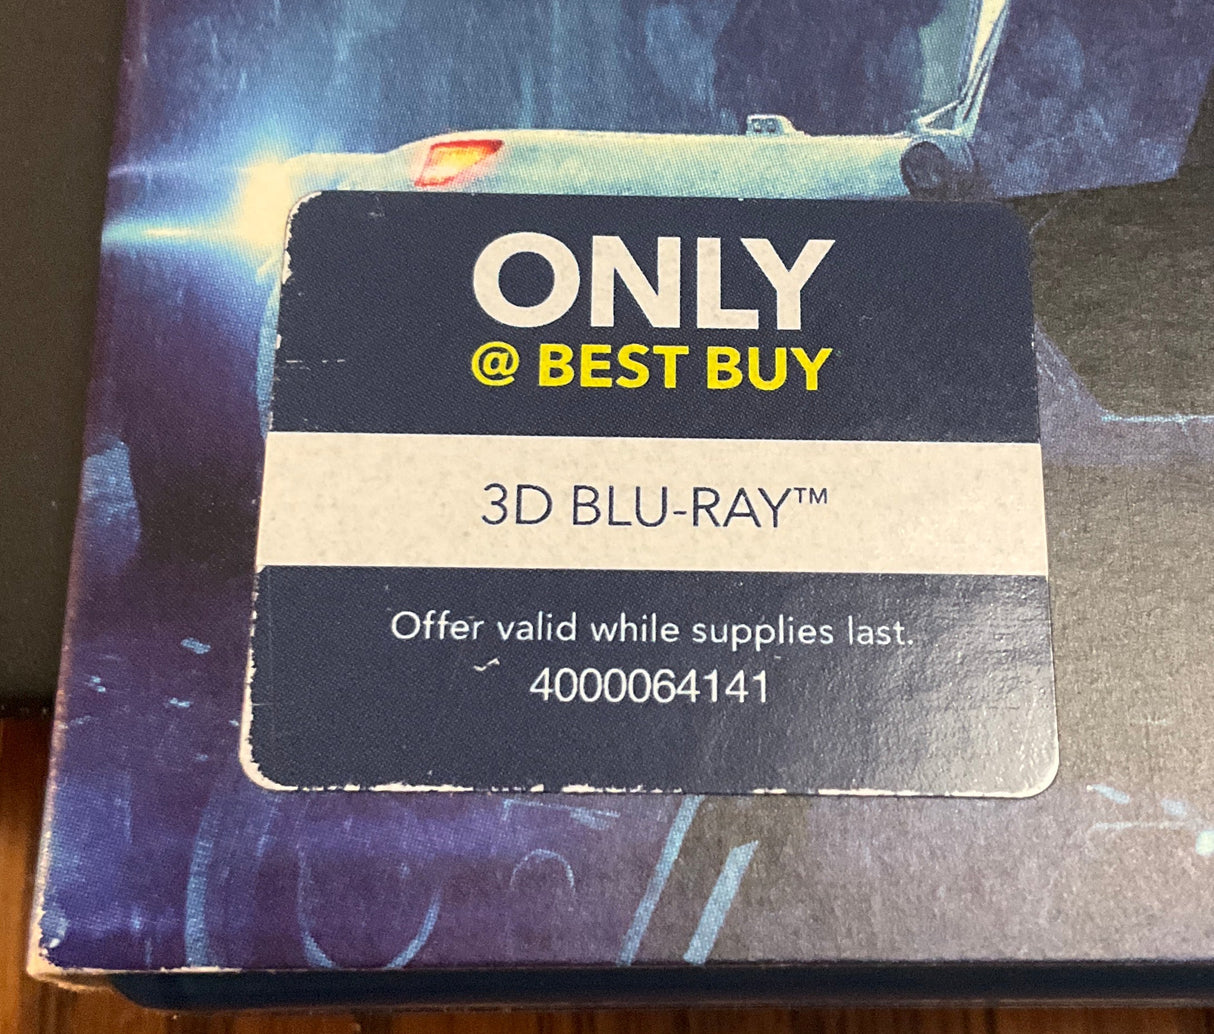 ONLY
@ BEST BUY
3D BLU-RAY™
Offer valid while supplies last.
4000064141